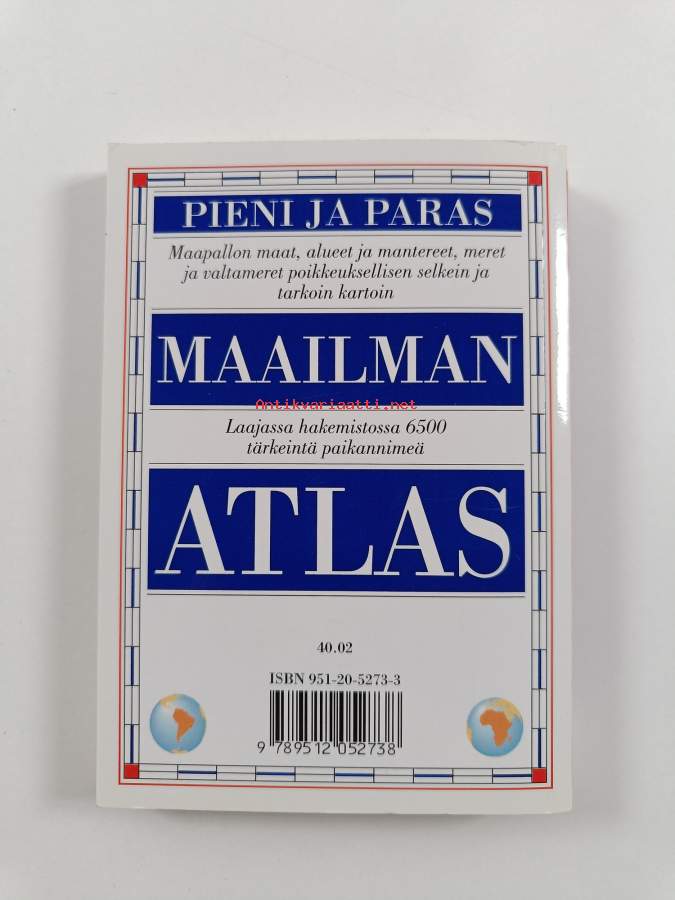 PIENI JA PARAS
Maapallon maat, alueet ja mantereet, meret
ja valtameret poikkeuksellisen selkein ja
tarkoin kartoin
MAAILMAN
Antikvariaatti.net
Laajassa hakemistossa 6500
tärkeintä paikannimeä
ATLAS
40.02
ISBN 951-20-5273-3
9 789512 052738